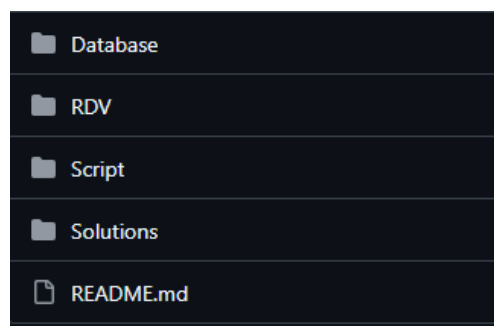 Database
RDV
Script
Solutions
README.md